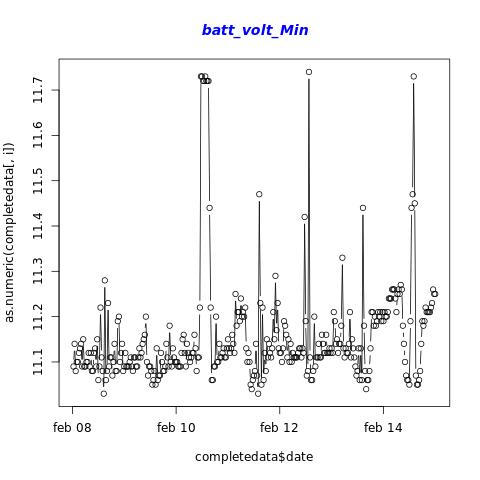 batt_volt_Min
as.numeric(completedata[, i])
11.7
11.6
11.5
11.4
11.3
11.2
11.1
feb 08
feb 10
feb 12
feb 14
completedata$date